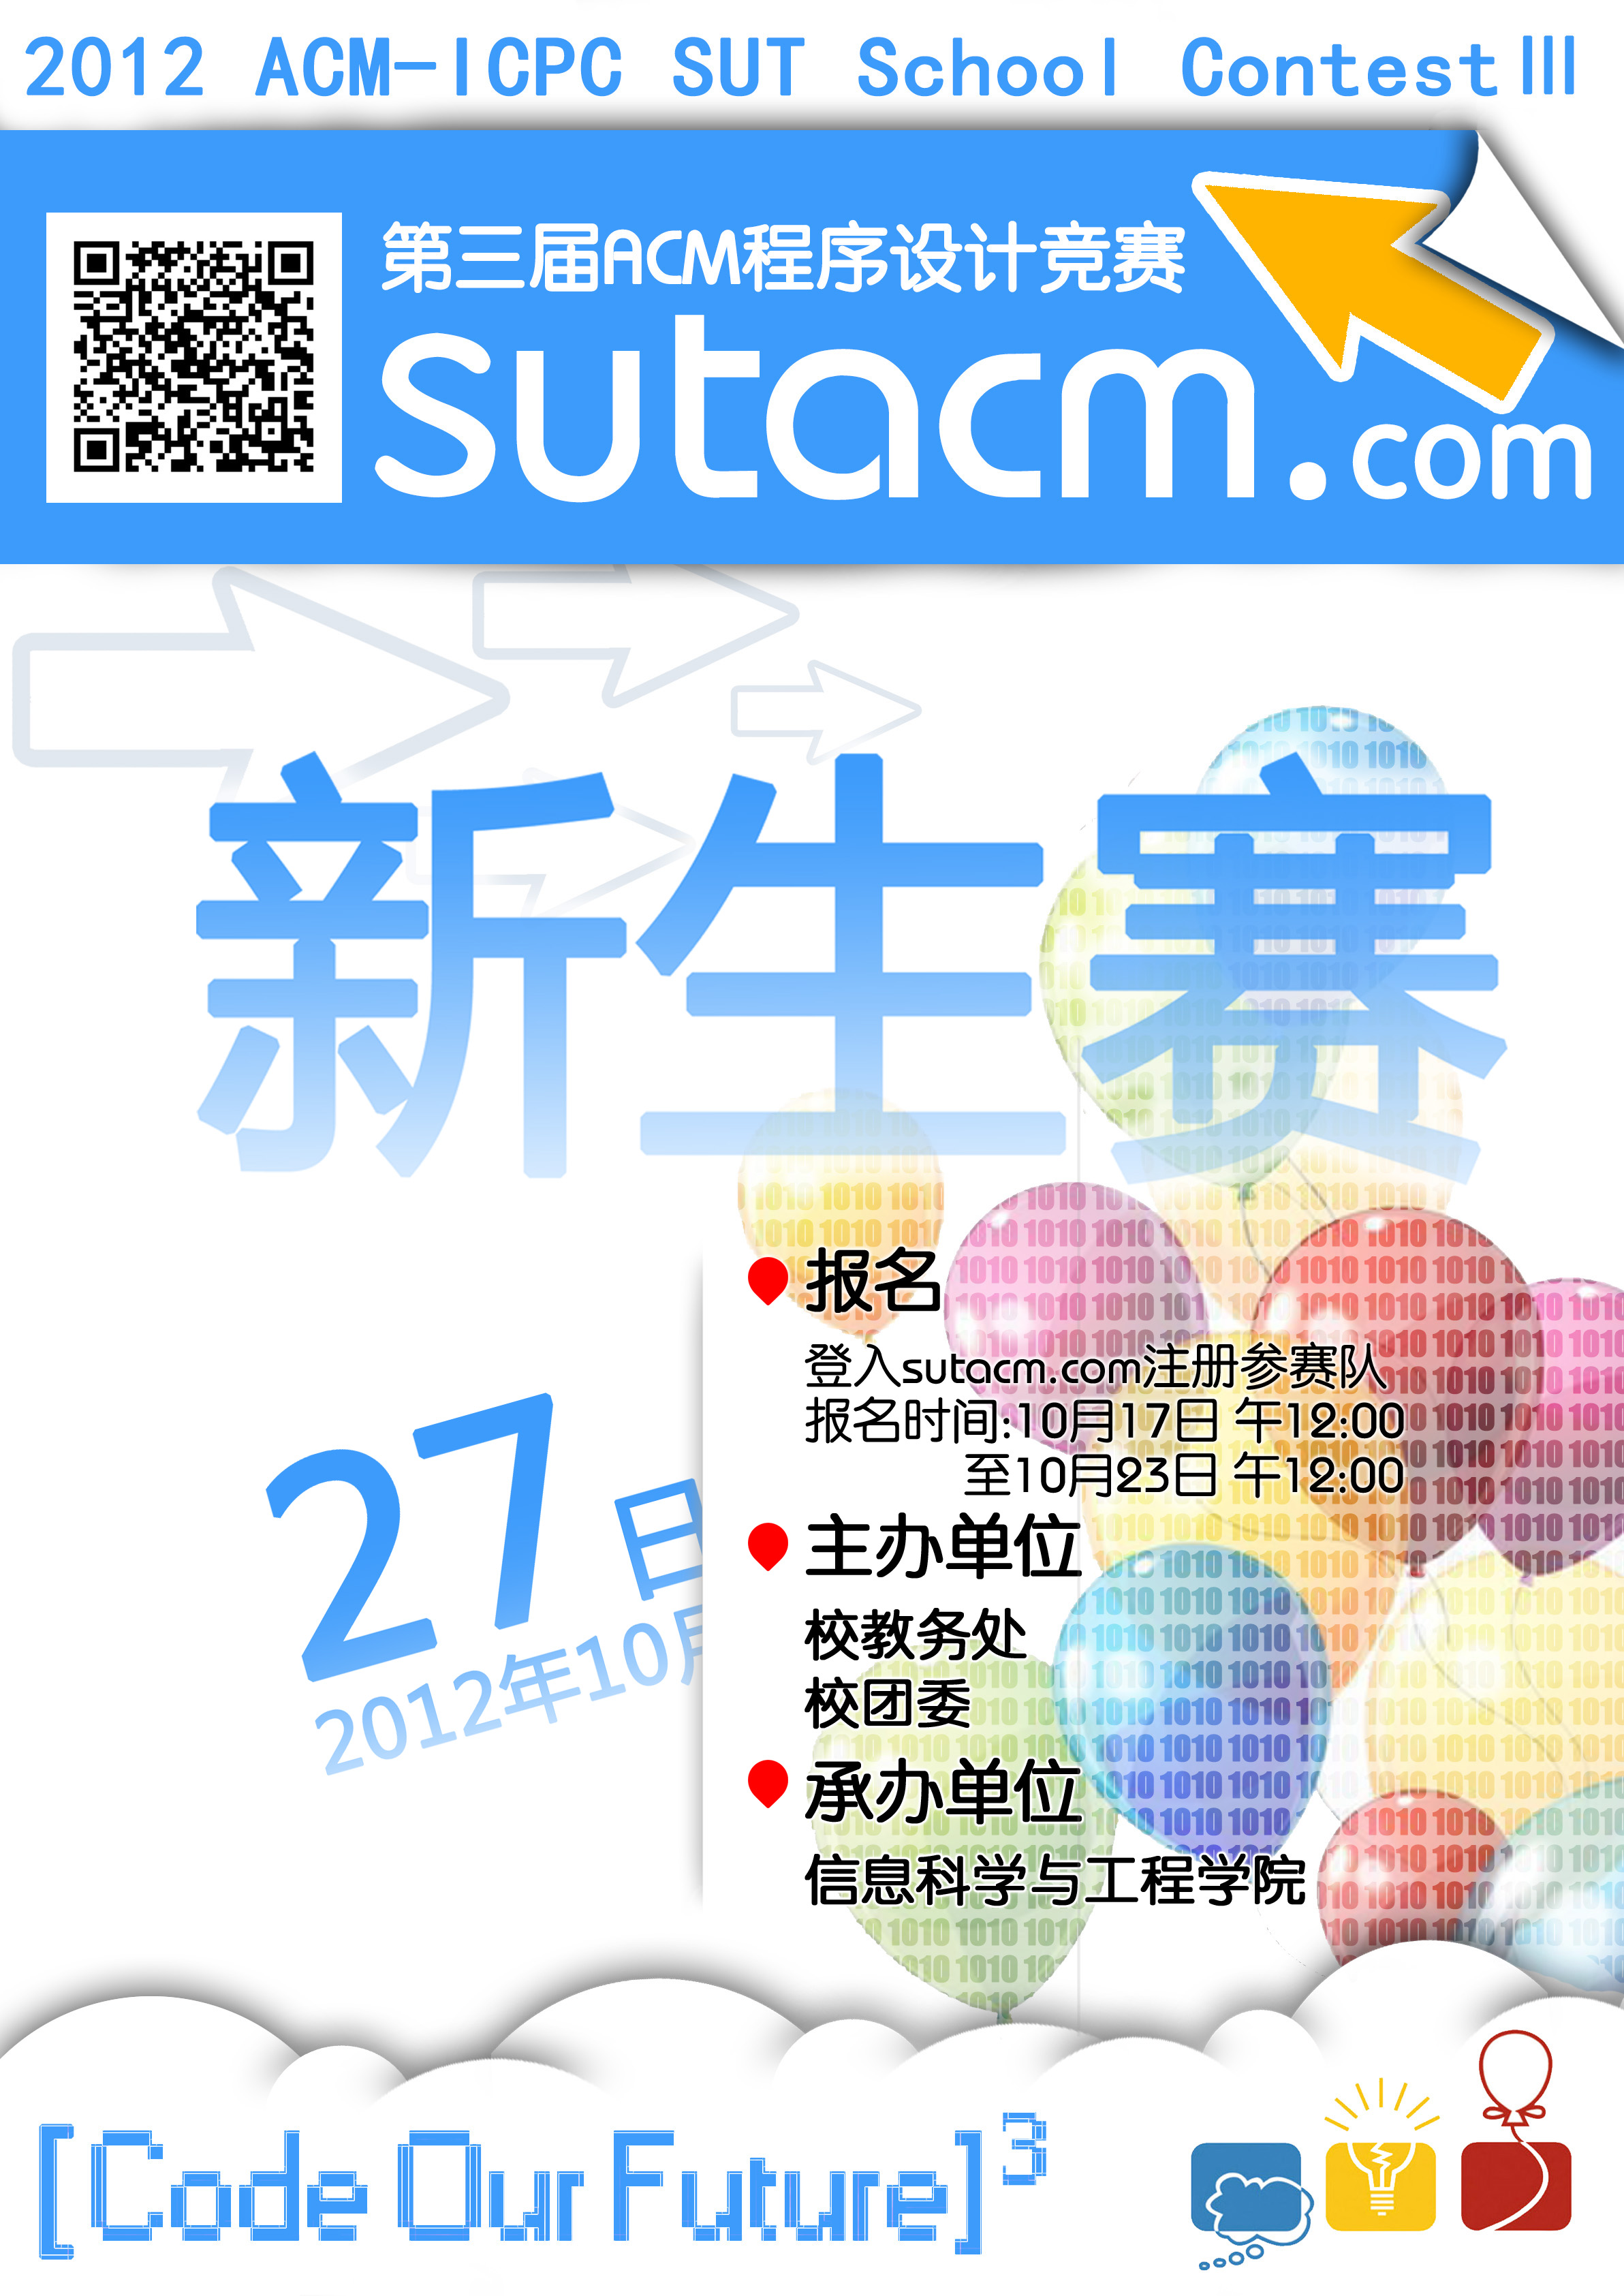 2012 ACM-ICPC SUT School Contest III
第三届ACM程序设计竞赛
sutacm.com
新生赛
27日
2012年10月
报名
登入sutacm.com注册参赛队
报名时间:10月17日 午12:00
至10月23日 午12:00
主办单位
校教务处
校团委
承办单位
信息科学与工程学院
[Code Our Future]3